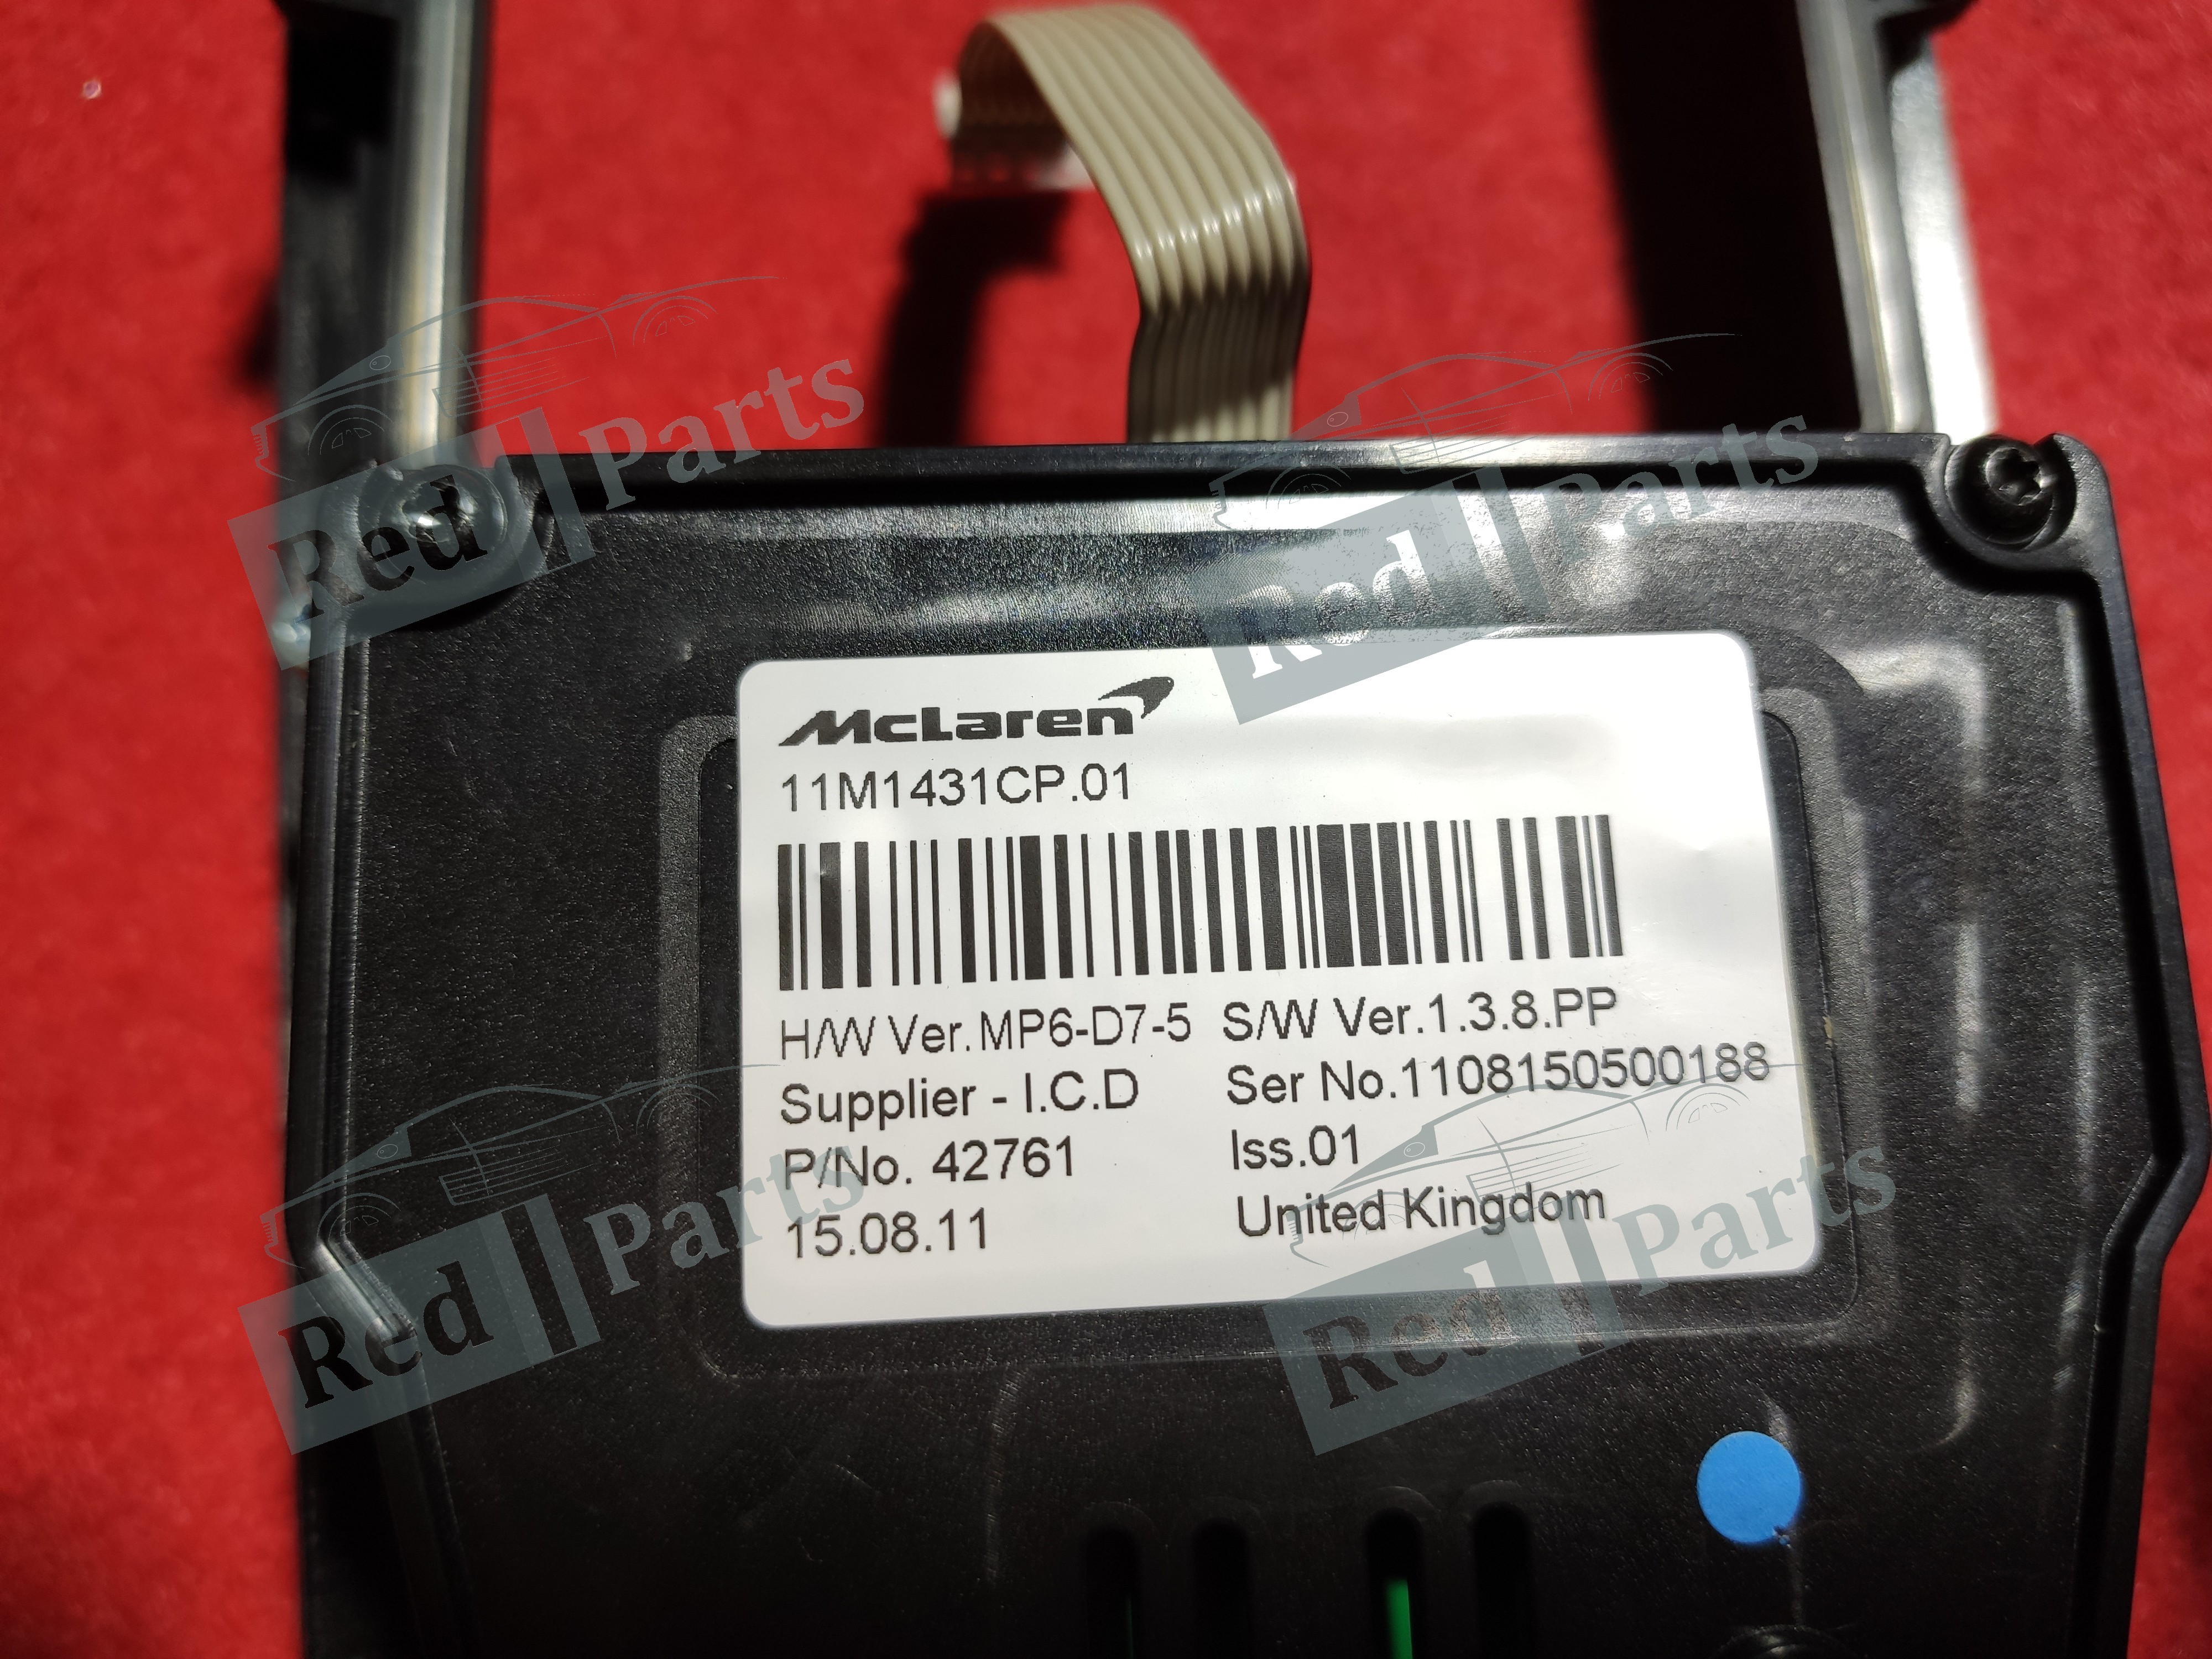 Red Parts
Red Parts
McLaren
11M1431CP.01
H/W Ver.MP6-D7-5 S/W Ver.1.3.8.PP
Supplier - I.C.D Ser No.1108150500188
P/No. 42761 Iss.01
15.08.11 United Kingdom
Red Parts
Red Parts